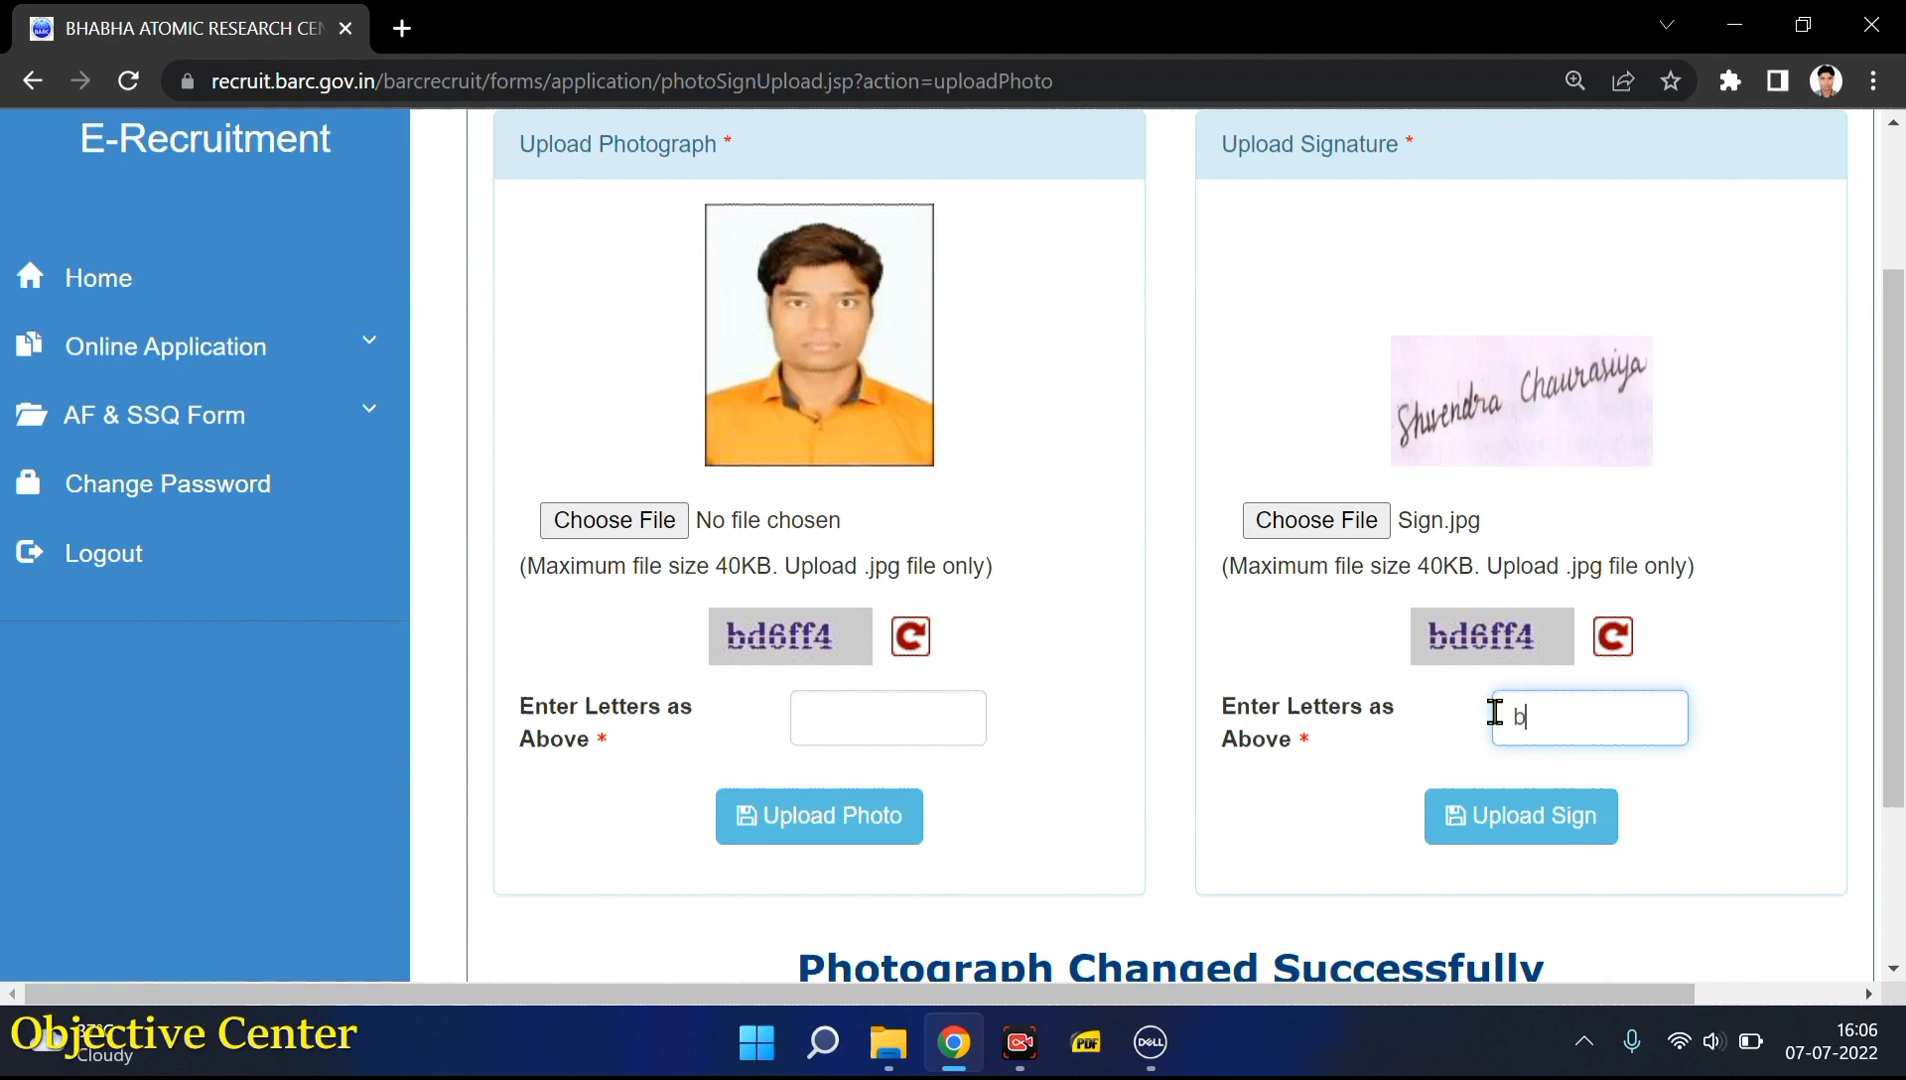 BHABHA ATOMIC RESEARCH CEN
recruit.barc.gov.in/barcrecruit/forms/application/photoSignUpload.jsp?action=uploadPhoto
E-Recruitment
Home
Online Application
AF & SSQ Form
Change Password
Logout
Upload Photograph *
Choose File No file chosen
(Maximum file size 40KB. Upload .jpg file only)
bd6ff4
Enter Letters as
Above *
Upload Photo
Upload Signature *
Shivendra Chaurasiya
Choose File Sign.jpg
(Maximum file size 40KB. Upload .jpg file only)
bd6ff4
Enter Letters as
Above *
b
Upload Sign
Photograph Changed Successfully
Objective Center
37°C
Cloudy
PDF
DELL
16:06
07-07-2022